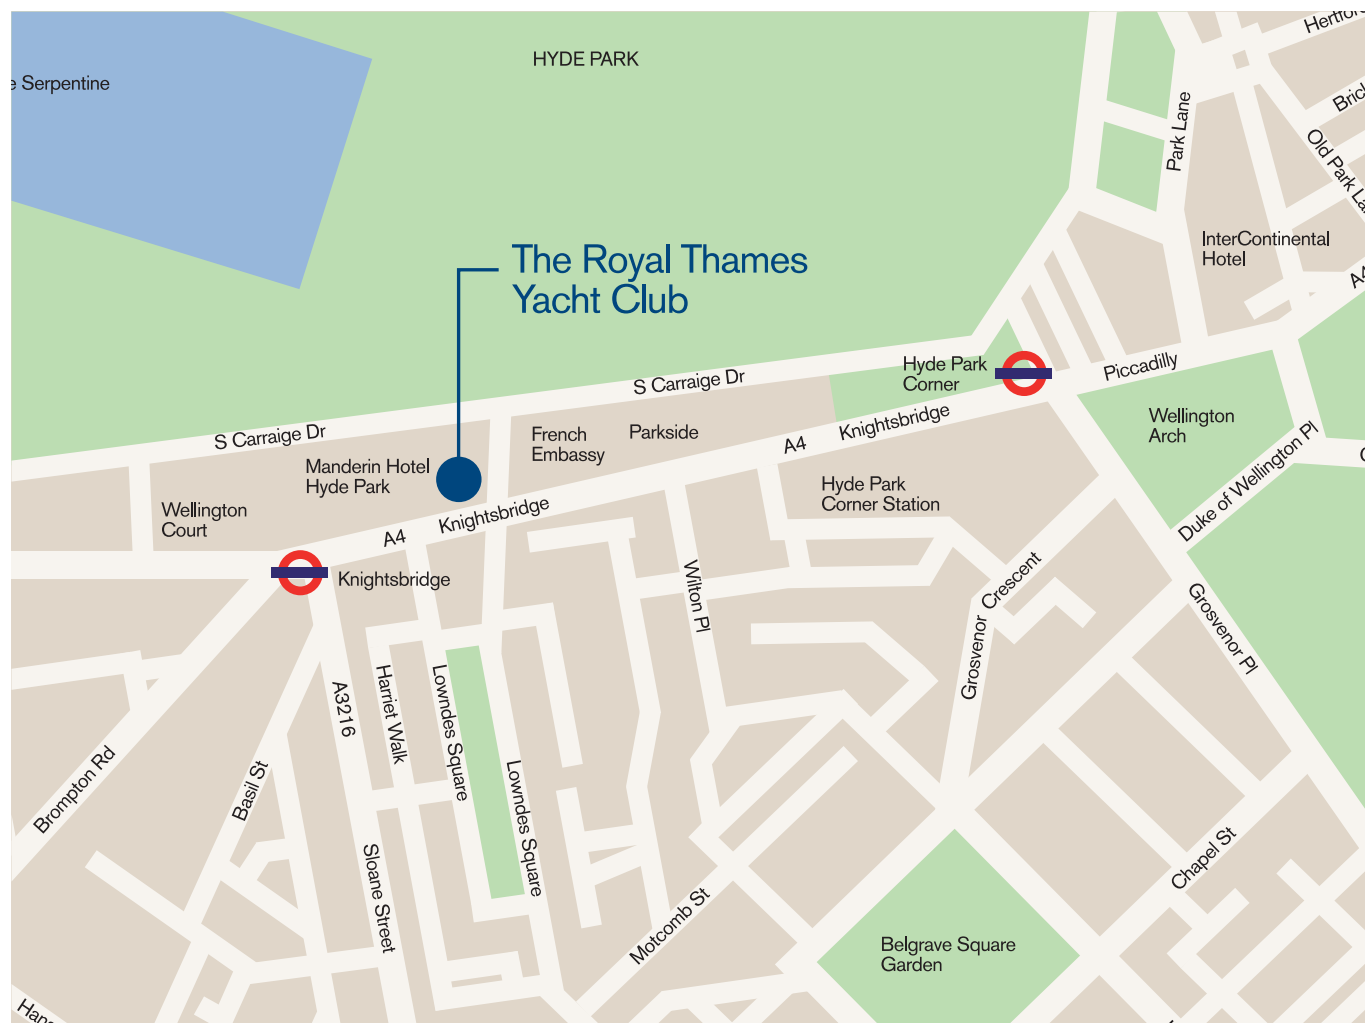 HYDE PARK
Serpentine
Park Lane
Old Park
InterContinental
Hotel
The Royal Thames
Yacht Club
A4
Hyde Park
Corner
Piccadilly
S Carraige Dr
S Carraige Dr
Knightsbridge
A4
Wellington
Arch
French
Embassy
Parkside
Manderin Hotel
Hyde Park
Duke of Wellington Pl
Wellington
Court
Hyde Park
Corner Station
A4
Knightsbridge
Knightsbridge
Wilton Pl
Grosvenor Crescent
Grosvenor Pl
A3216
Harriet Walk
Lowndes Square
Lowndes Square
Brompton Rd
Basil St
Sloane Street
Motcomb St
Chapel St
Belgrave Square
Garden